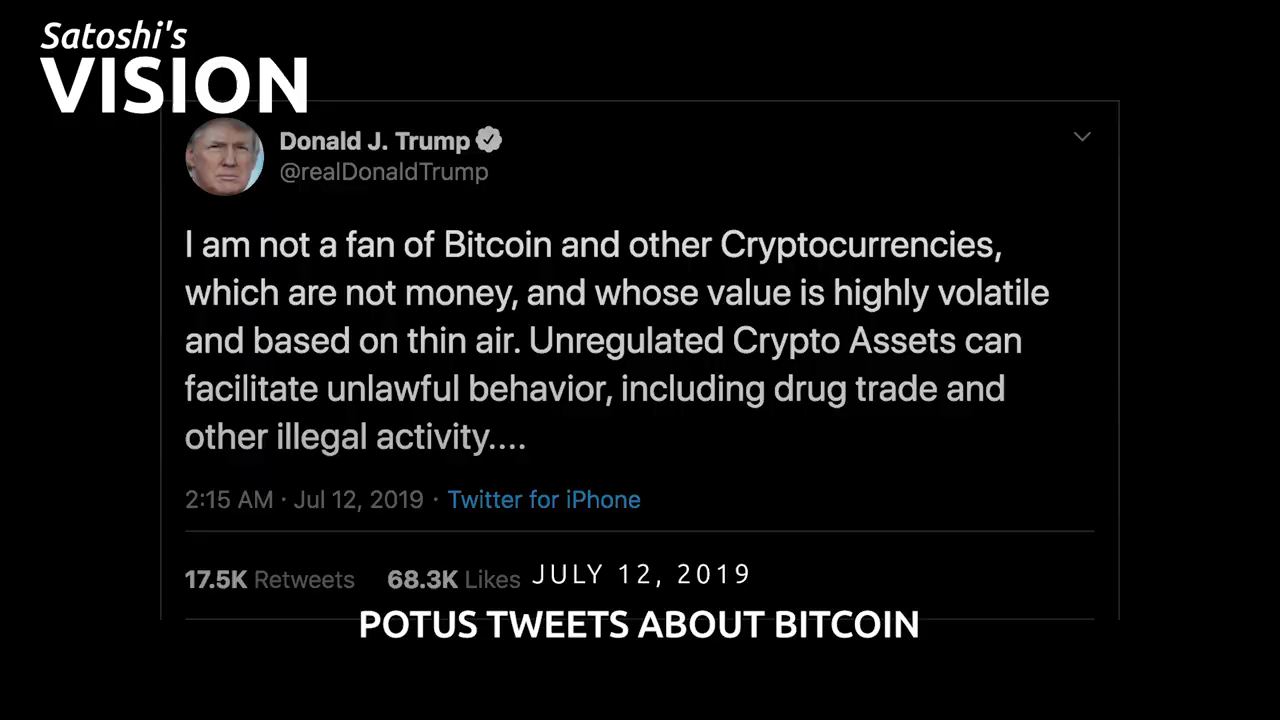 Satoshi's
VISION
Donald J. Trump
@realDonaldTrump
I am not a fan of Bitcoin and other Cryptocurrencies,
which are not money, and whose value is highly volatile
and based on thin air. Unregulated Crypto Assets can
facilitate unlawful behavior, including drug trade and
other illegal activity....
2:15 AM · Jul 12, 2019 · Twitter for iPhone
17.5K Retweets 68.3K Likes
JULY 12, 2019
POTUS TWEETS ABOUT BITCOIN